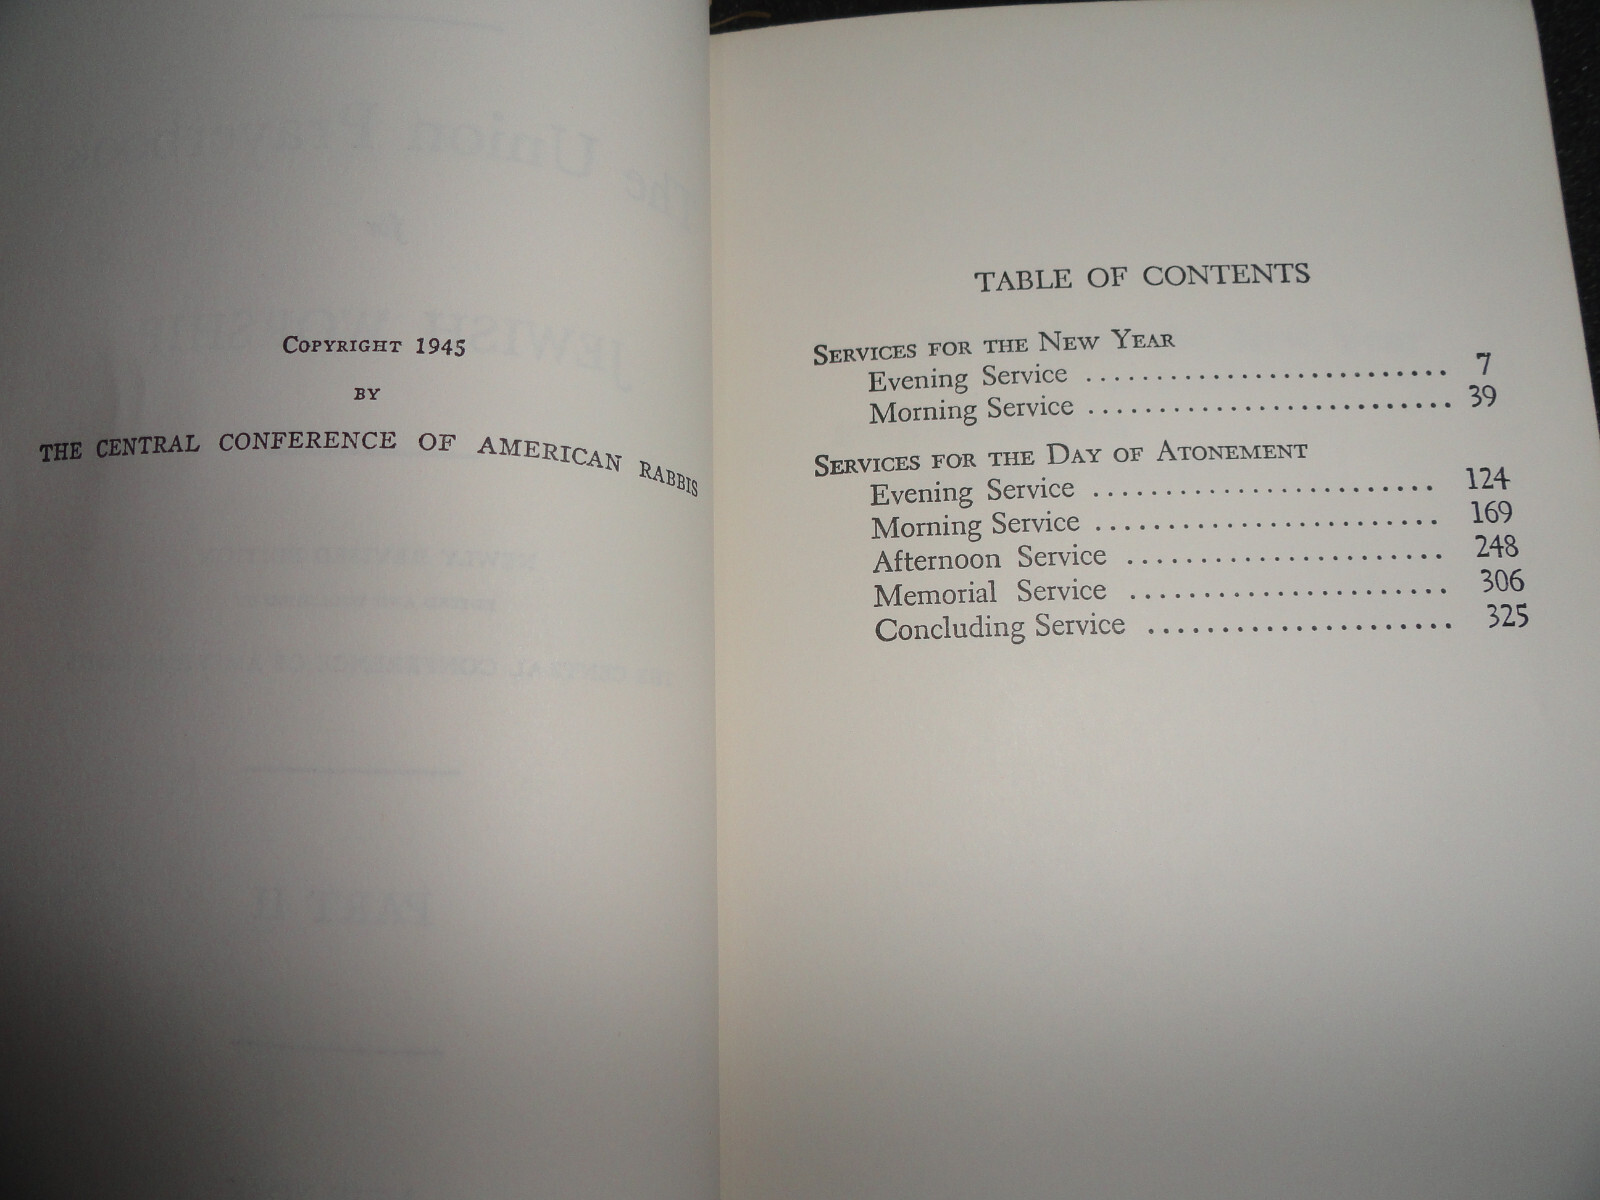 COPYRIGHT 1945
BY
THE CENTRAL CONFERENCE OF AMERICAN RABBIS
TABLE OF CONTENTS
SERVICES FOR THE NEW YEAR
Evening Service .......................... 7
Morning Service .......................... 39
SERVICES FOR THE DAY OF ATONEMENT
Evening Service ........................ 124
Morning Service ........................ 169
Afternoon Service ...................... 248
Memorial Service ...................... 306
Concluding Service ..................... 325